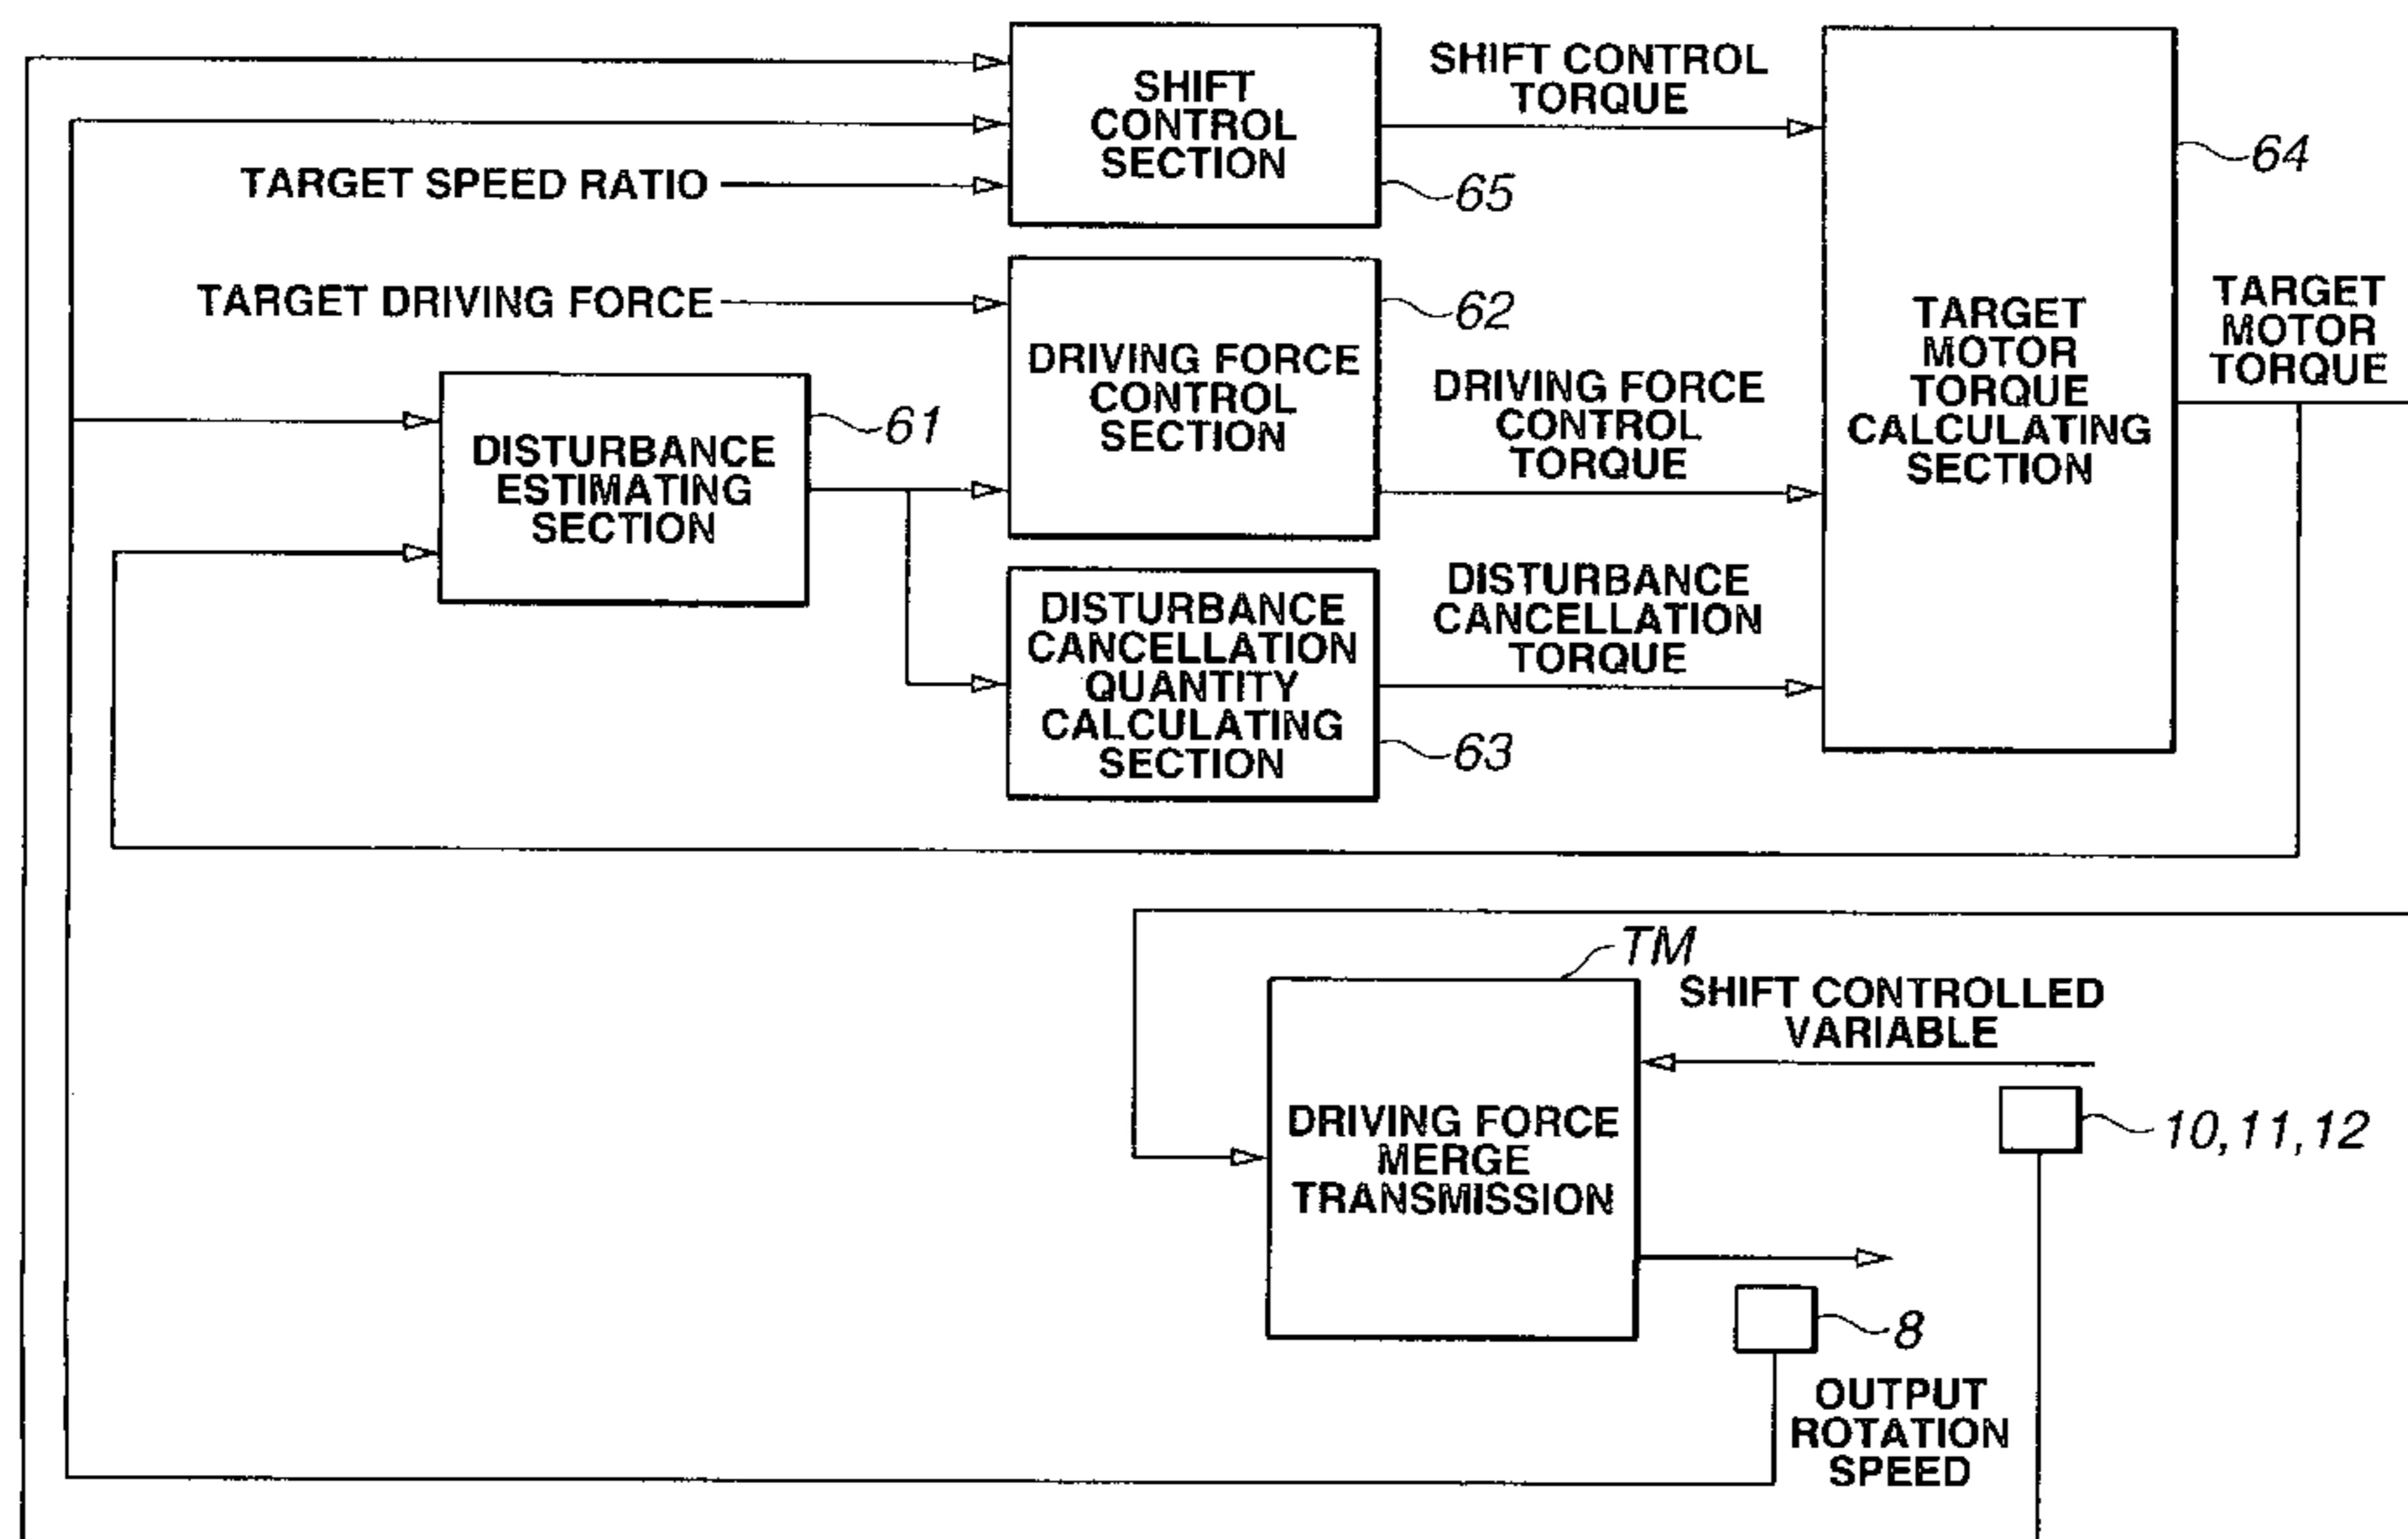 SHIFT
CONTROL
SECTION
65
SHIFT CONTROL
TORQUE
64
TARGET SPEED RATIO
TARGET DRIVING FORCE
62
DRIVING FORCE
CONTROL
SECTION
DRIVING FORCE
CONTROL
TORQUE
TARGET
MOTOR
TORQUE
CALCULATING
SECTION
TARGET
MOTOR
TORQUE
61
DISTURBANCE
ESTIMATING
SECTION
DISTURBANCE
CANCELLATION
QUANTITY
CALCULATING
SECTION
63
DISTURBANCE
CANCELLATION
TORQUE
TM
SHIFT CONTROLLED
VARIABLE
DRIVING FORCE
MERGE
TRANSMISSION
10,11,12
8
OUTPUT
ROTATION
SPEED